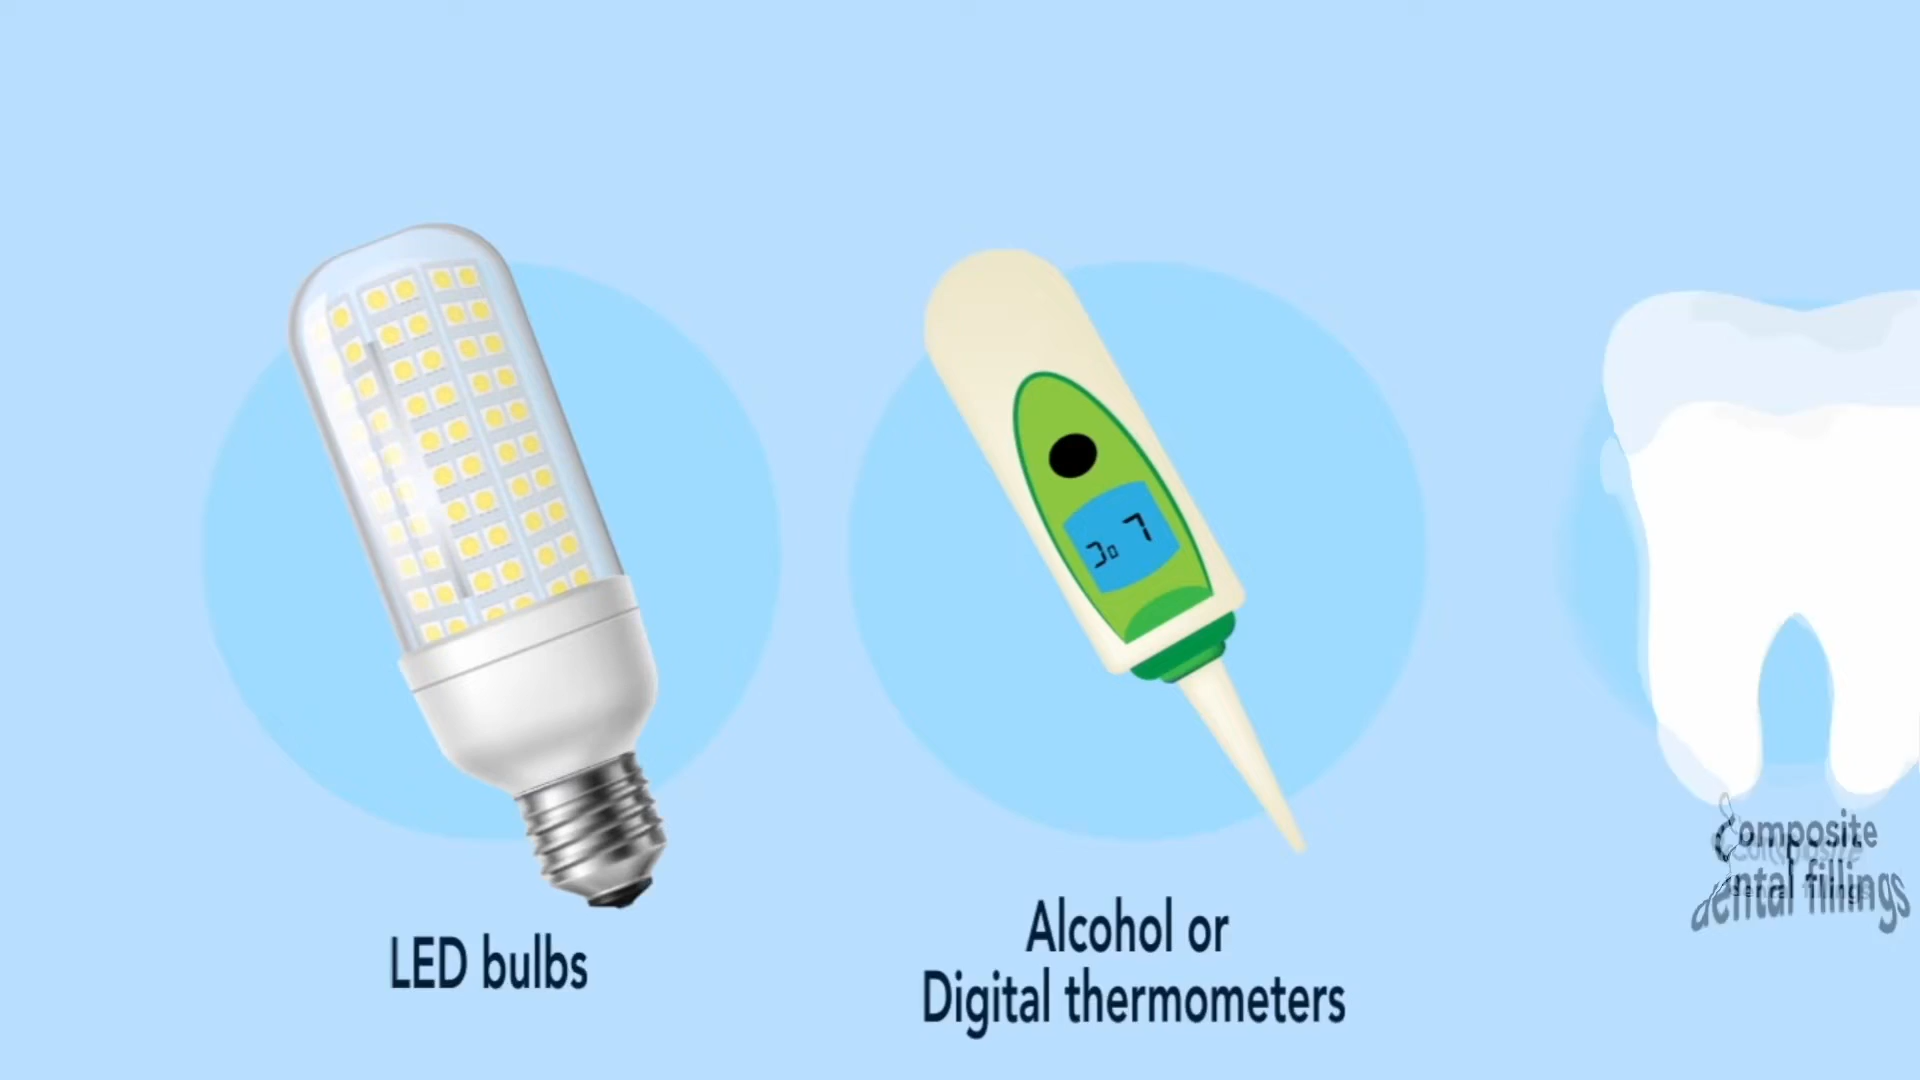 LED bulbs
Alcohol or
Digital thermometers
Composite
dental fillings